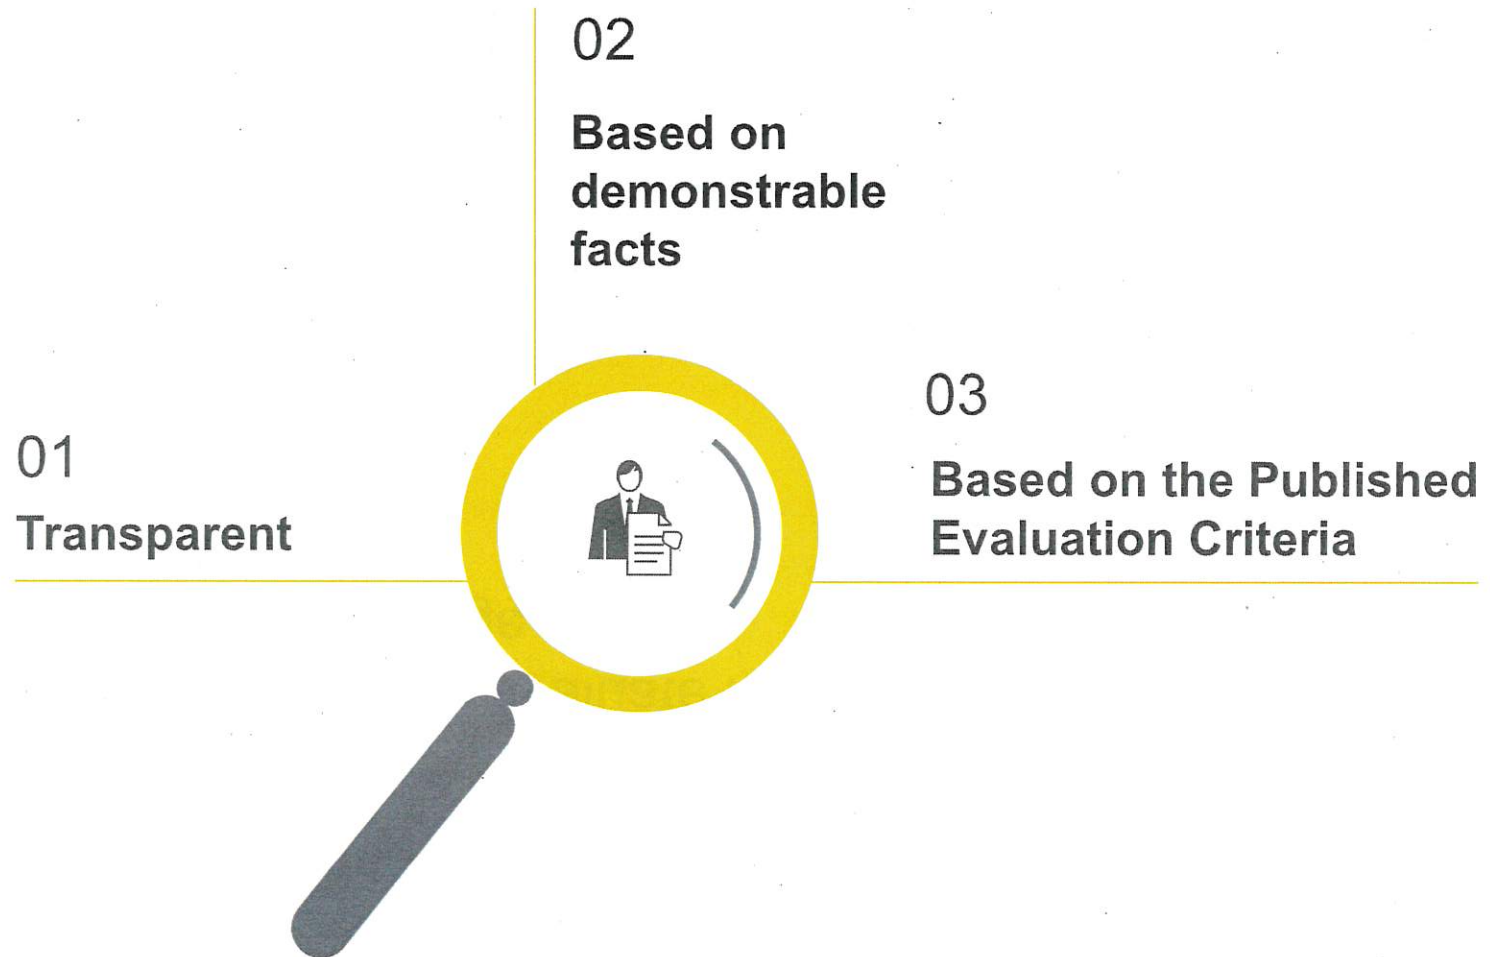 01
Transparent
02
Based on
demonstrable
facts
03
Based on the Published
Evaluation Criteria